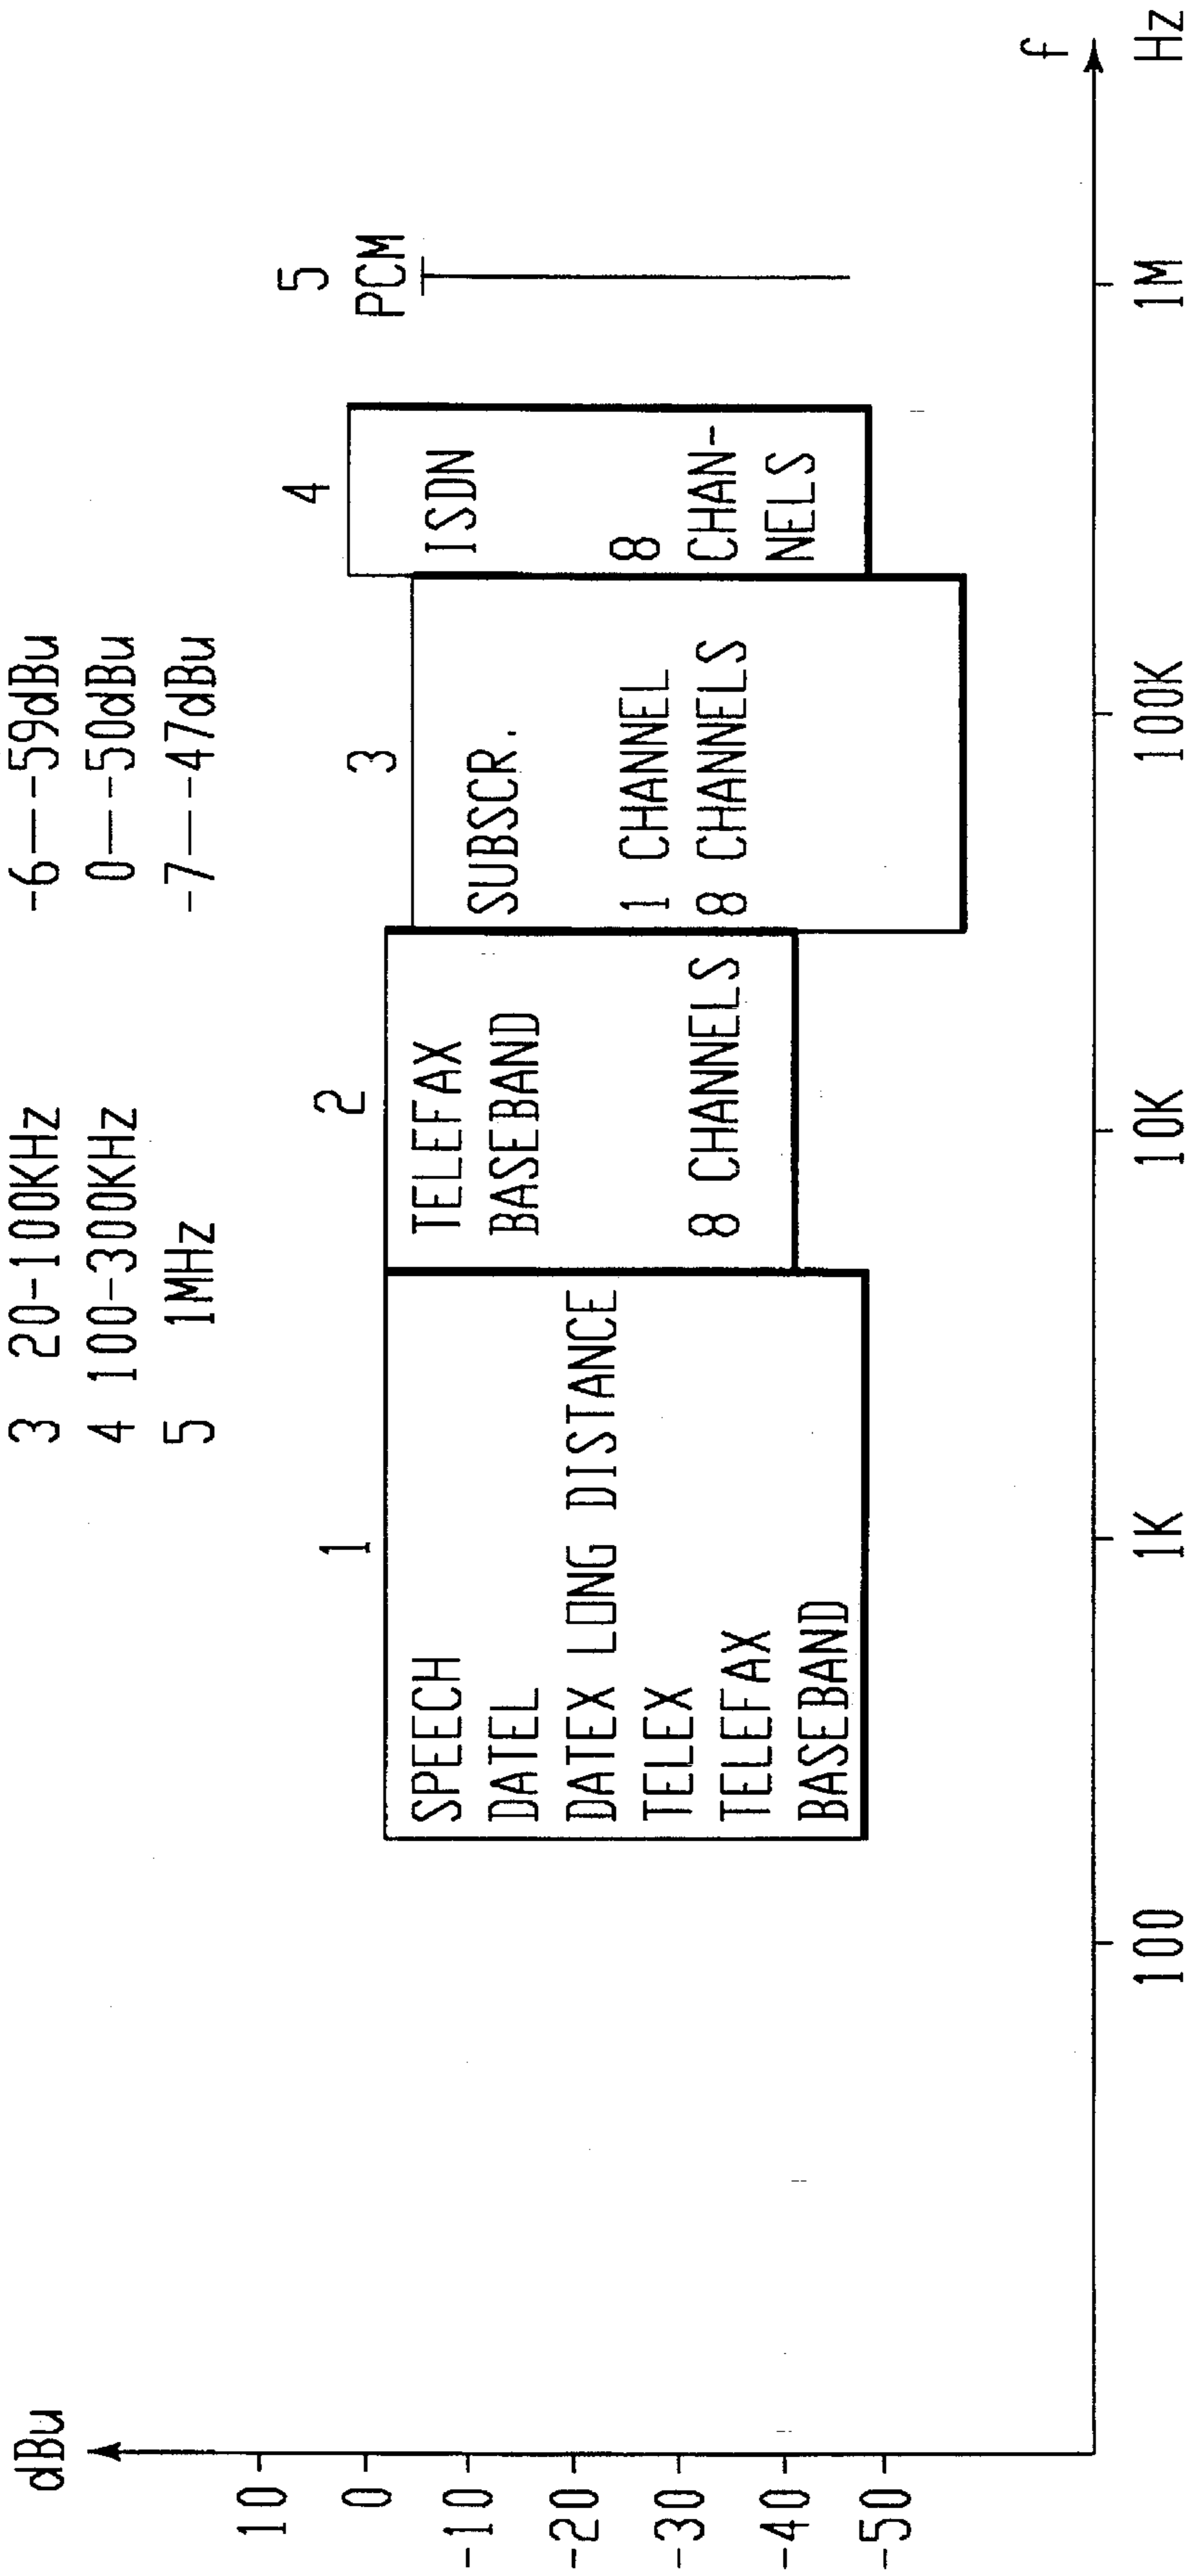 dBu
3 20-100KHz -6---59dBu
4 100-300KHz 0---50dBu
5 1MHz -7---47dBu
10
0
-10
-20
-30
-40
-50
1
SPEECH
DATEL
DATEX LONG DISTANCE
TELEX
TELEFAX
BASEBAND
2
TELEFAX
BASEBAND
8 CHANNELS
3
SUBSCR.
1 CHANNEL
8 CHANNELS
4
ISDN
8
CHAN-
NELS
5
PCM
f
100
1K
10K
100K
1M
Hz